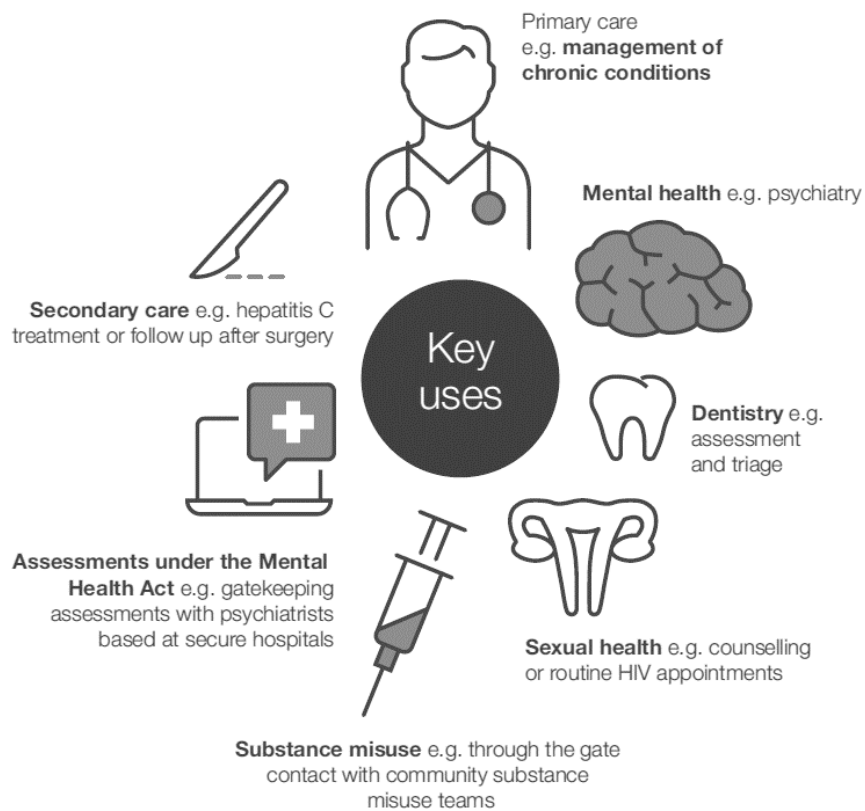 Primary care
e.g. management of
chronic conditions
Mental health e.g. psychiatry
Dentistry e.g.
assessment
and triage
Sexual health e.g. counselling
or routine HIV appointments
Substance misuse e.g. through the gate
contact with community substance
misuse teams
Assessments under the Mental
Health Act e.g. gatekeeping
assessments with psychiatrists
based at secure hospitals
Secondary care e.g. hepatitis C
treatment or follow up after surgery
Key
uses